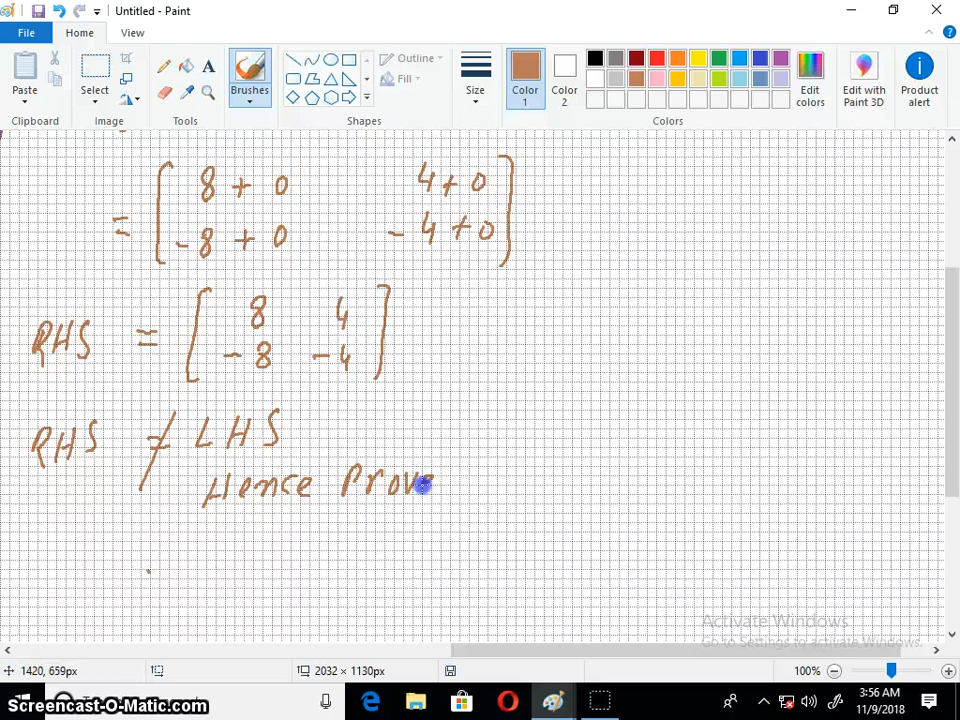 Untitled - Paint
File Home View
Paste Select Brushes Outline Fill Size Color 1 Color 2 Edit colors Edit with Paint 3D Product alert
Clipboard Image Tools Shapes Colors
8 + 0 4 + 0
= - 8 + 0 - 4 + 0
8 4
RHS =
- 8 - 4
RHS ≠ LHS
Hence Prove
Activate Windows
Go to Settings to activate Windows.
1420, 659px 2032 × 1130px 100%
3:56 AM
Screencast-O-Matic.com
11/9/2018